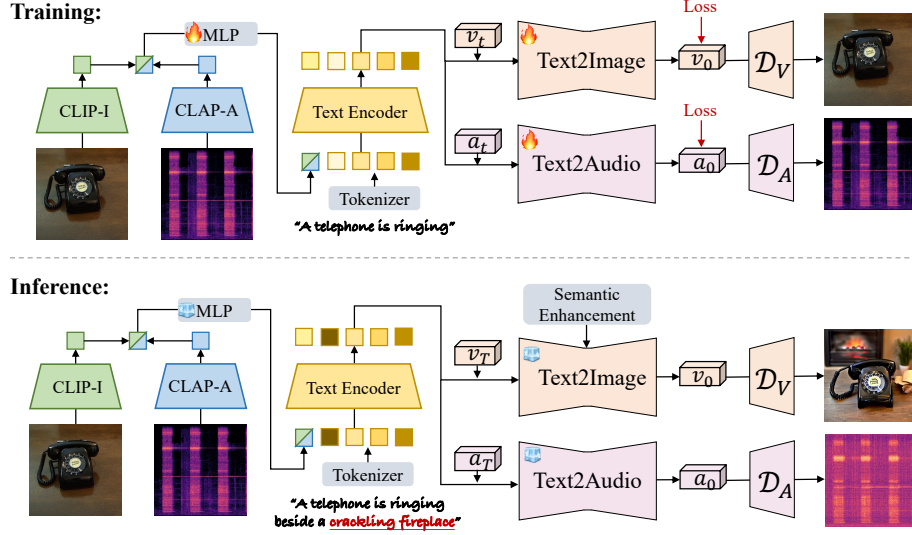 Training:
Loss
MLP
v_t
Text2Image
v_0
D_V
CLIP-I
CLAP-A
Text Encoder
Loss
a_t
Text2Audio
a_0
D_A
Tokenizer
"A telephone is ringing"
Inference:
MLP
Semantic
Enhancement
v_T
Text2Image
v_0
D_V
CLIP-I
CLAP-A
Text Encoder
a_T
Text2Audio
a_0
D_A
Tokenizer
"A telephone is ringing
beside a crackling fireplace"